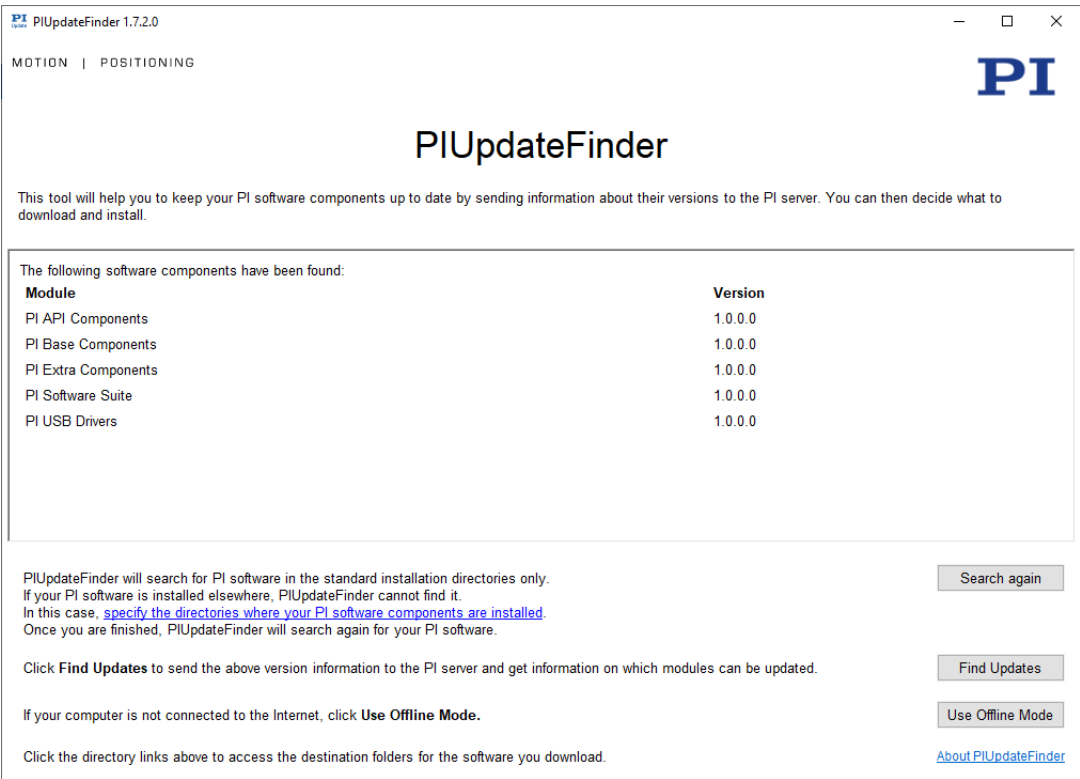 PI
Update
PIUpdateFinder 1.7.2.0
MOTION | POSITIONING
PI
PIUpdateFinder
This tool will help you to keep your PI software components up to date by sending information about their versions to the PI server. You can then decide what to
download and install.
The following software components have been found:
Module Version
PI API Components 1.0.0.0
PI Base Components 1.0.0.0
PI Extra Components 1.0.0.0
PI Software Suite 1.0.0.0
PI USB Drivers 1.0.0.0
PIUpdateFinder will search for PI software in the standard installation directories only.
If your PI software is installed elsewhere, PIUpdateFinder cannot find it.
In this case, specify the directories where your PI software components are installed.
Once you are finished, PIUpdateFinder will search again for your PI software.
Search again
Click Find Updates to send the above version information to the PI server and get information on which modules can be updated.
Find Updates
If your computer is not connected to the Internet, click Use Offline Mode.
Use Offline Mode
Click the directory links above to access the destination folders for the software you download.
About PIUpdateFinder